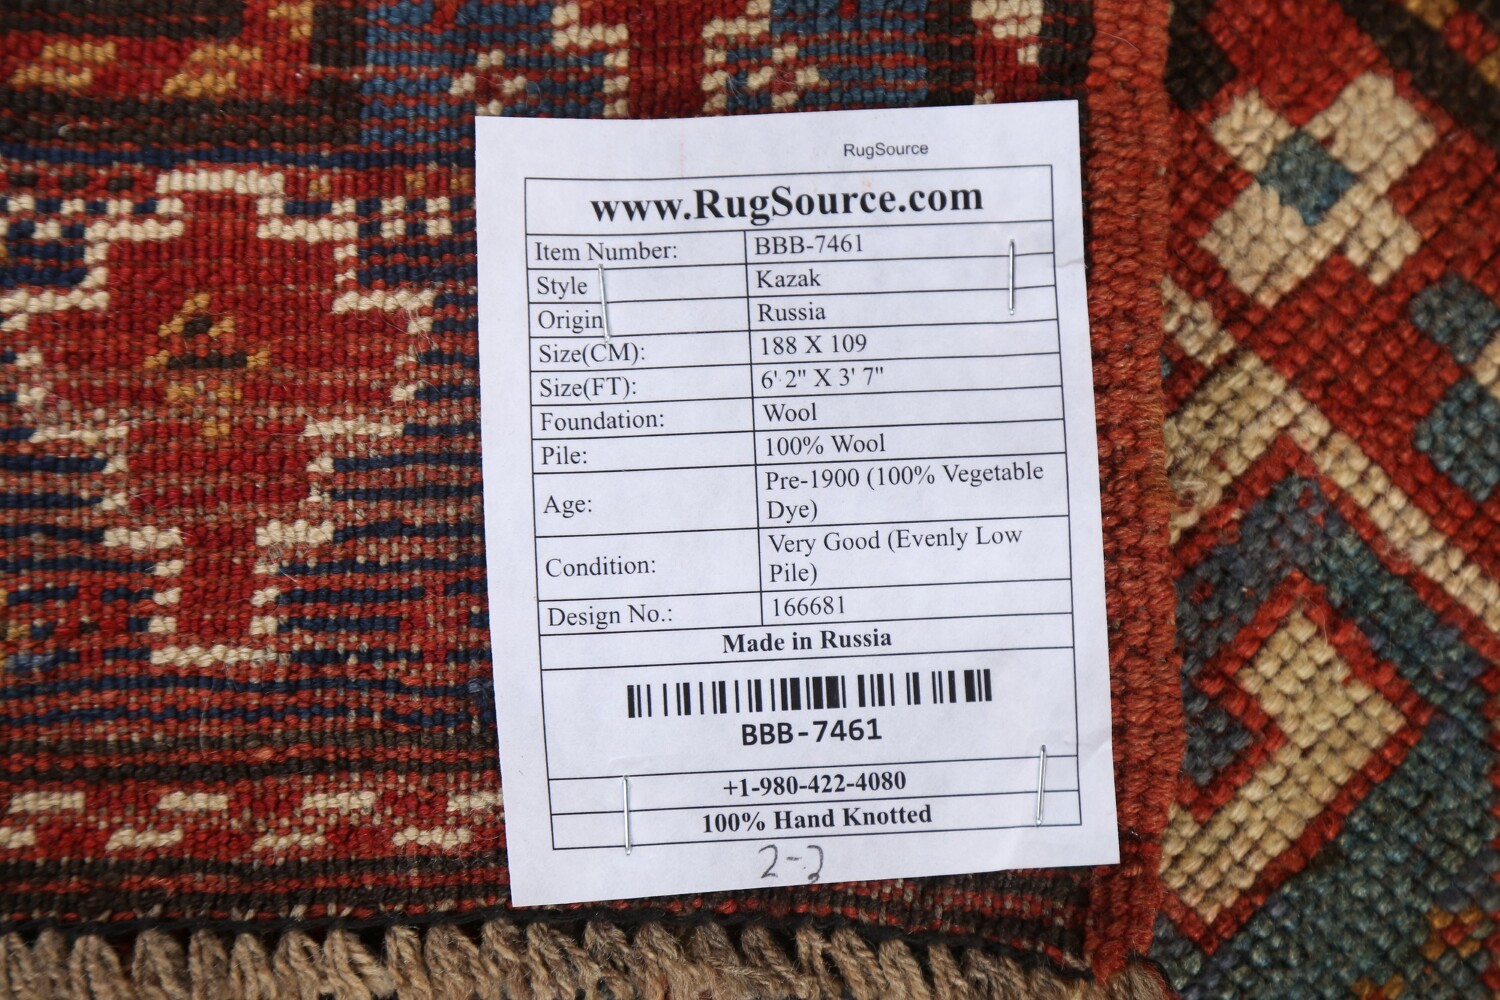 RugSource
www.RugSource.com
Item Number: BBB-7461
Style Kazak
Origin Russia
Size(CM): 188 X 109
Size(FT): 6' 2" X 3' 7"
Foundation: Wool
Pile: 100% Wool
Age: Pre-1900 (100% Vegetable
Dye)
Condition: Very Good (Evenly Low
Pile)
Design No.: 166681
Made in Russia
BBB-7461
+1-980-422-4080
100% Hand Knotted
2-2